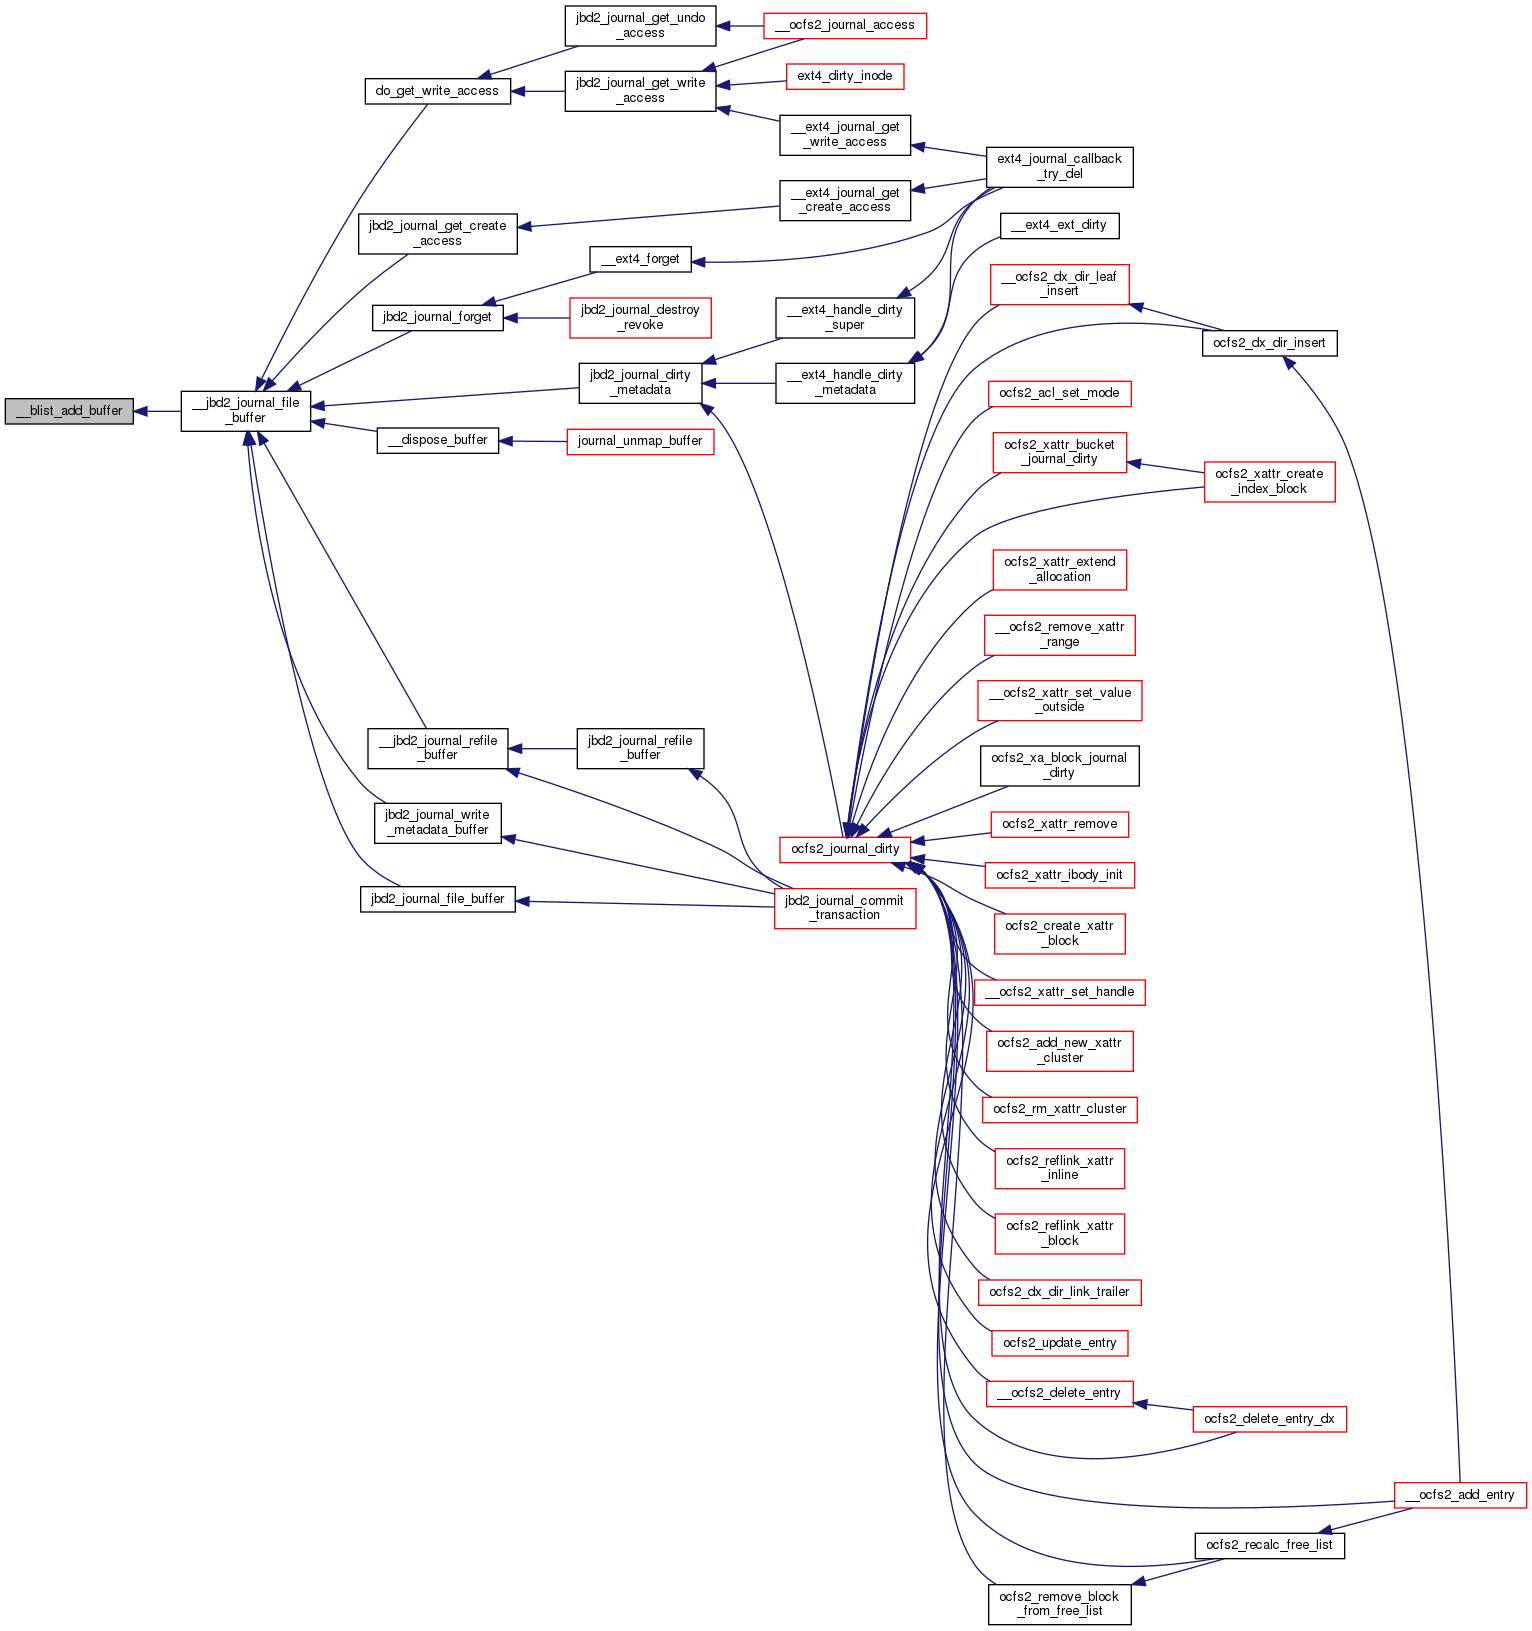 jbd2_journal_get_undo
_access
__ocfs2_journal_access
do_get_write_access
jbd2_journal_get_write
_access
ext4_dirty_inode
__ext4_journal_get
_write_access
ext4_journal_callback
_try_del
__ext4_journal_get
_create_access
jbd2_journal_get_create
_access
__ext4_ext_dirty
__ext4_forget
__ocfs2_dx_dir_leaf
_insert
jbd2_journal_forget
jbd2_journal_destroy
_revoke
__ext4_handle_dirty
_super
ocfs2_dx_dir_insert
jbd2_journal_dirty
_metadata
__ext4_handle_dirty
_metadata
ocfs2_acl_set_mode
__blist_add_buffer
__jbd2_journal_file
_buffer
__dispose_buffer
journal_unmap_buffer
ocfs2_xattr_bucket
_journal_dirty
ocfs2_xattr_create
_index_block
ocfs2_xattr_extend
_allocation
__ocfs2_remove_xattr
_range
__ocfs2_xattr_set_value
_outside
__jbd2_journal_refile
_buffer
jbd2_journal_refile
_buffer
ocfs2_xa_block_journal
_dirty
jbd2_journal_write
_metadata_buffer
ocfs2_xattr_remove
ocfs2_journal_dirty
ocfs2_xattr_ibody_init
jbd2_journal_file_buffer
jbd2_journal_commit
_transaction
ocfs2_create_xattr
_block
__ocfs2_xattr_set_handle
ocfs2_add_new_xattr
_cluster
ocfs2_rm_xattr_cluster
ocfs2_reflink_xattr
_inline
ocfs2_reflink_xattr
_block
ocfs2_dx_dir_link_trailer
ocfs2_update_entry
__ocfs2_delete_entry
ocfs2_delete_entry_dx
__ocfs2_add_entry
ocfs2_recalc_free_list
ocfs2_remove_block
_from_free_list